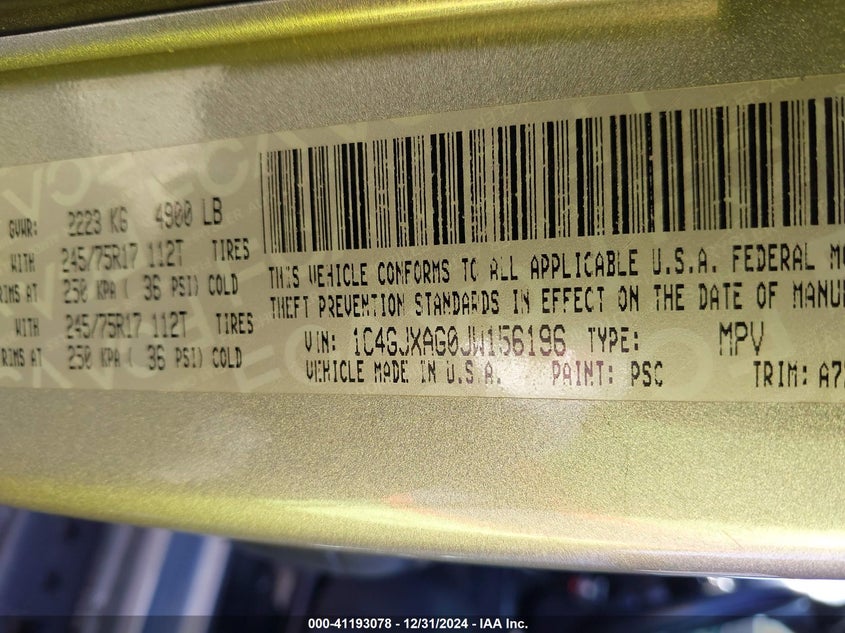 GVWR: 2223 KG 4900 LB
WITH 245/75R17 112T TIRES
RIMS AT 250 KPA ( 36 PSI) COLD
WITH 245/75R17 112T TIRES
RIMS AT 250 KPA ( 36 PSI) COLD
THIS VEHICLE CONFORMS TO ALL APPLICABLE U.S.A. FEDERAL MO
THEFT PREVENTION STANDARDS IN EFFECT ON THE DATE OF MANUF
VIN: 1C4GJXAG0JW156196 TYPE: MPV
VEHICLE MADE IN U.S.A. PAINT: PSC TRIM: A7
000-41193078 - 12/31/2024 - IAA Inc.